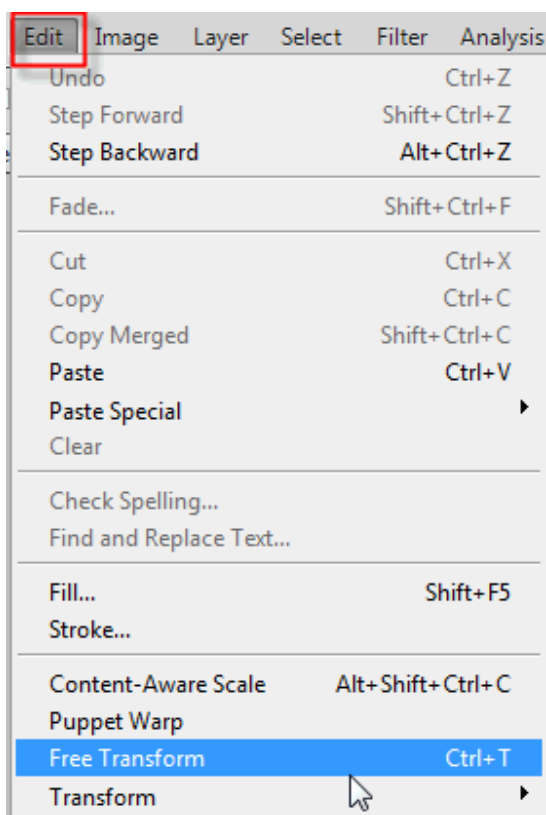 Edit Image Layer Select Filter Analysis
Undo Ctrl+Z
Step Forward Shift+Ctrl+Z
Step Backward Alt+Ctrl+Z
Fade... Shift+Ctrl+F
Cut Ctrl+X
Copy Ctrl+C
Copy Merged Shift+Ctrl+C
Paste Ctrl+V
Paste Special
Clear
Check Spelling...
Find and Replace Text...
Fill... Shift+F5
Stroke...
Content-Aware Scale Alt+Shift+Ctrl+C
Puppet Warp
Free Transform Ctrl+T
Transform